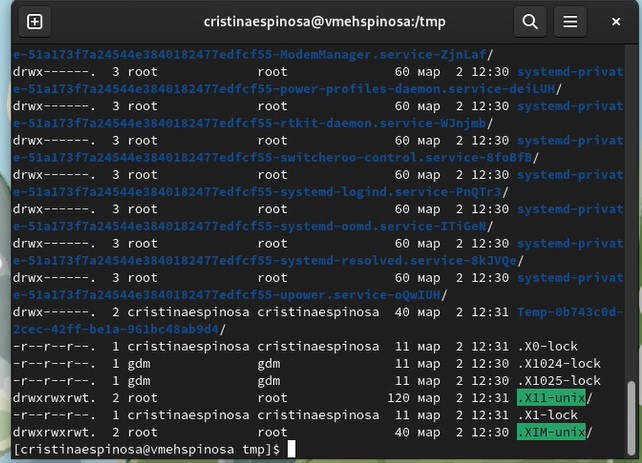 cristinaespinosa@vmehspinosa:/tmp
e-51a173f7a24544e3840182477edfcf55-ModemManager.service-ZjnLaf/
drwx------.  3 root             root              60 мар  2 12:30 systemd-privat
e-51a173f7a24544e3840182477edfcf55-power-profiles-daemon.service-deiLUH/
drwx------.  3 root             root              60 мар  2 12:30 systemd-privat
e-51a173f7a24544e3840182477edfcf55-rtkit-daemon.service-WJnjmb/
drwx------.  3 root             root              60 мар  2 12:30 systemd-privat
e-51a173f7a24544e3840182477edfcf55-switcheroo-control.service-8foBfB/
drwx------.  3 root             root              60 мар  2 12:30 systemd-privat
e-51a173f7a24544e3840182477edfcf55-systemd-logind.service-PnQTr3/
drwx------.  3 root             root              60 мар  2 12:30 systemd-privat
e-51a173f7a24544e3840182477edfcf55-systemd-oomd.service-ITiGeN/
drwx------.  3 root             root              60 мар  2 12:30 systemd-privat
e-51a173f7a24544e3840182477edfcf55-systemd-resolved.service-8kJVQe/
drwx------.  3 root             root              60 мар  2 12:30 systemd-privat
e-51a173f7a24544e3840182477edfcf55-upower.service-oQwIUH/
drwx------.  2 cristinaespinosa cristinaespinosa  40 мар  2 12:31 Temp-0b743c0d-
2cec-42ff-be1a-961bc48ab9d4/
-r--r--r--.  1 cristinaespinosa cristinaespinosa  11 мар  2 12:31 .X0-lock
-r--r--r--.  1 gdm              gdm               11 мар  2 12:30 .X1024-lock
-r--r--r--.  1 gdm              gdm               11 мар  2 12:30 .X1025-lock
drwxrwxrwt.  2 root             root             120 мар  2 12:31 .X11-unix/
-r--r--r--.  1 cristinaespinosa cristinaespinosa  11 мар  2 12:31 .X1-lock
drwxrwxrwt.  2 root             root              40 мар  2 12:30 .XIM-unix/
[cristinaespinosa@vmehspinosa tmp]$